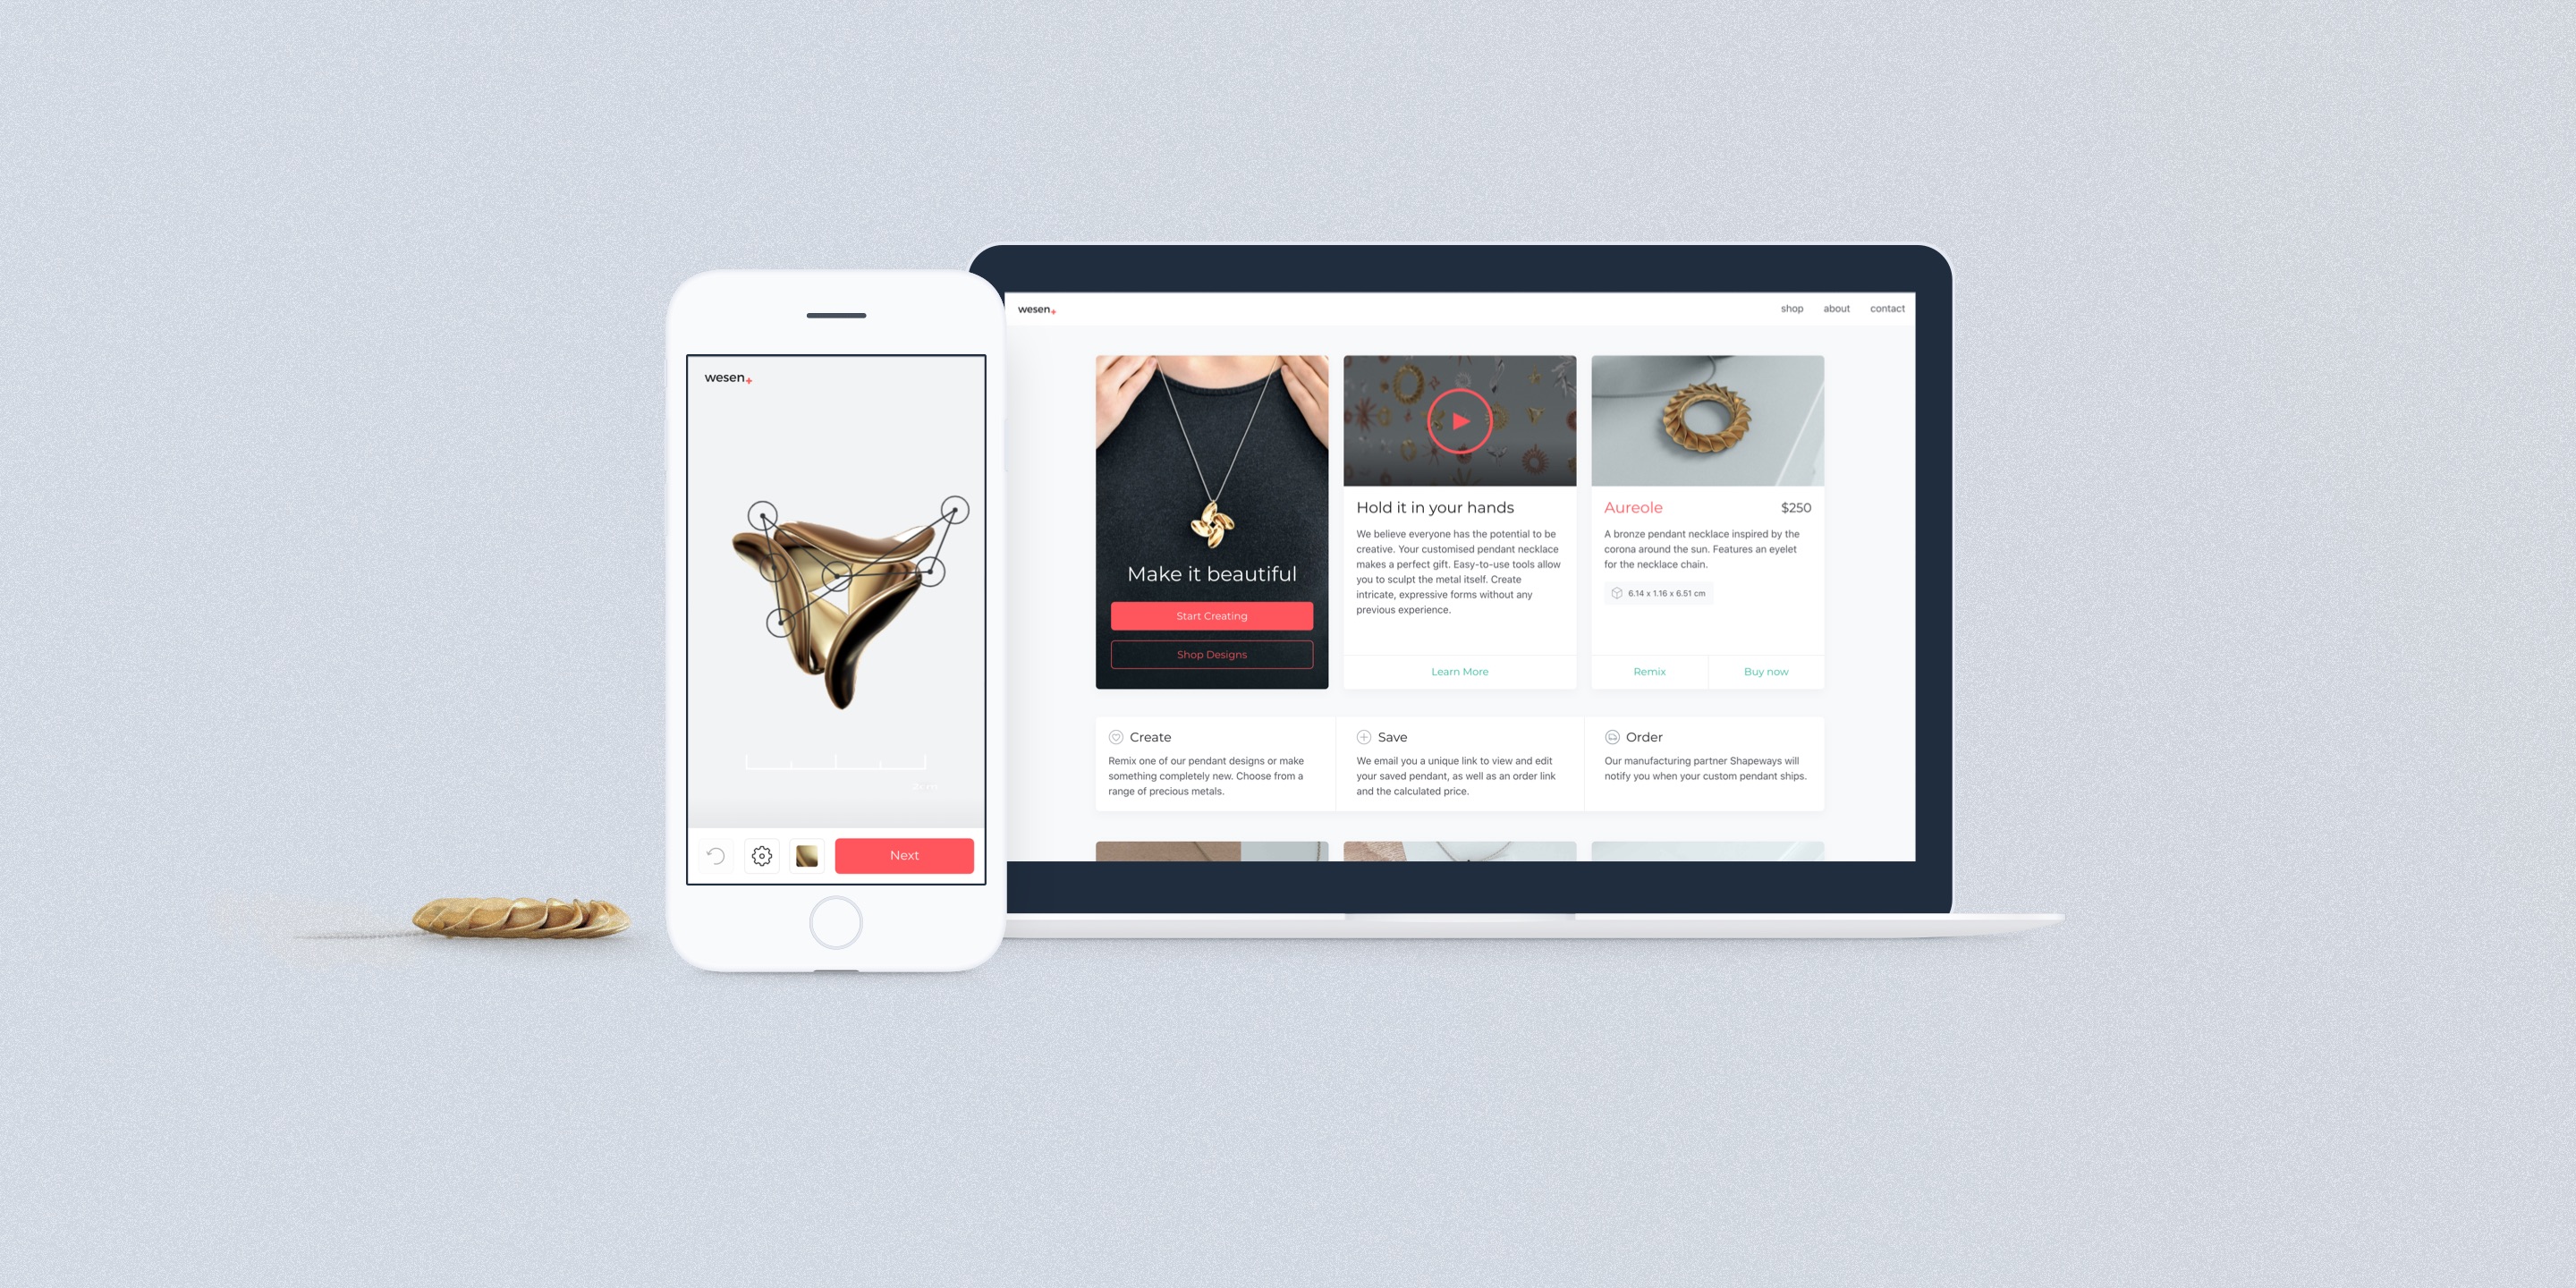 wesen+
Next
wesen+
shop about contact
Make it beautiful
Start Creating
Shop Designs
Hold it in your hands
We believe everyone has the potential to be
creative. Your customised pendant necklace
makes a perfect gift. Easy-to-use tools allow
you to sculpt the metal itself. Create
intricate, expressive forms without any
previous experience.
Learn More
Aureole $250
A bronze pendant necklace inspired by the
corona around the sun. Features an eyelet
for the necklace chain.
6.14 x 1.16 x 6.51 cm
Remix Buy now
Create
Remix one of our pendant designs or make
something completely new. Choose from a
range of precious metals.
Save
We email you a unique link to view and edit
your saved pendant, as well as an order link
and the calculated price.
Order
Our manufacturing partner Shapeways will
notify you when your custom pendant ships.